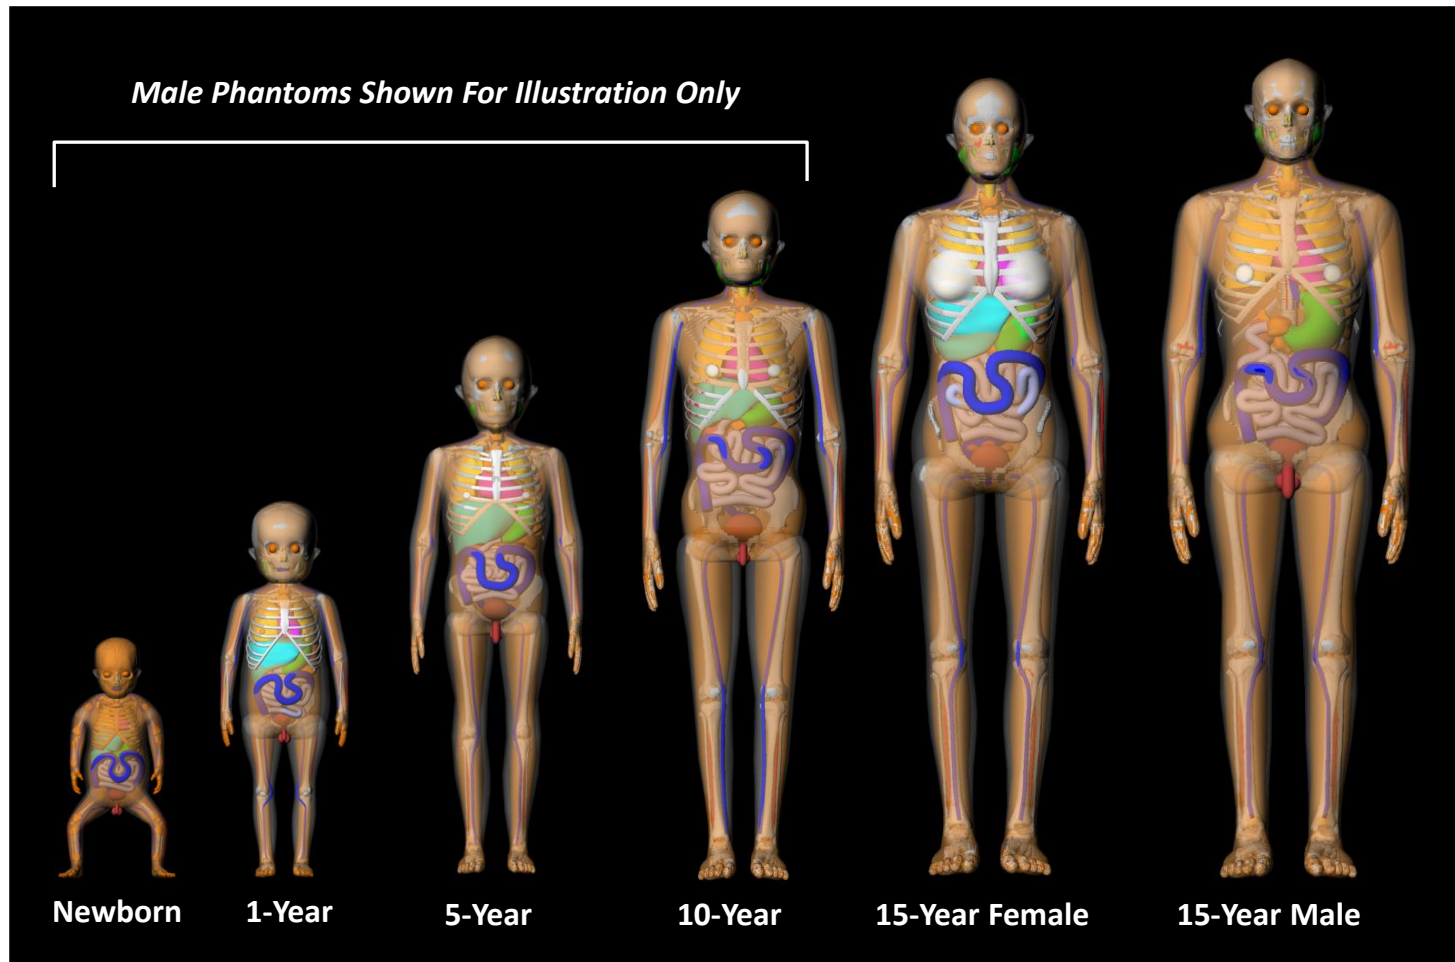 Male Phantoms Shown For Illustration Only
Newborn
1-Year
5-Year
10-Year
15-Year Female
15-Year Male